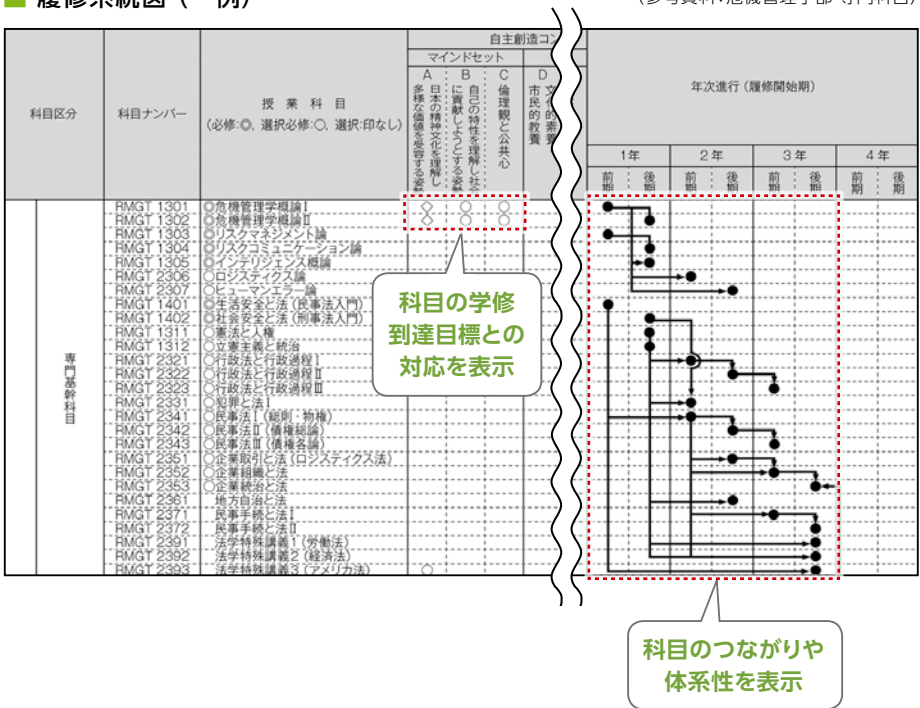 ■ 履修系統図（一例）
自主創造コン
マインドセット
科目区分
科目ナンバー
授業科目
(必修:◎, 選択必修:○, 選択:印なし)
A
日本の精神文化を理解し
多様な価値を受容する姿勢
B
自己の特性を理解し社会
に貢献しようとする姿勢
C
倫理観と公共心
D
文化的素養
市民的教養
年次進行 (履修開始期)
1年 2年 3年 4年
前期 後期 前期 後期 前期 後期 前期 後期
専門基幹科目
RMGT 1301 ◎危機管理学概論Ⅰ ◇ ○ ○
RMGT 1302 ◎危機管理学概論Ⅱ ◇ ○ ○
RMGT 1303 ◎リスクマネジメント論
RMGT 1304 ◎リスクコミュニケーション論
RMGT 1305 ◎インテリジェンス概論
RMGT 2306 ○ロジスティクス論
RMGT 2307 ○ヒューマンエラー論
RMGT 1401 ◎生活安全と法 (民事法入門)
RMGT 1402 ◎社会安全と法 (刑事法入門)
RMGT 1311 ○憲法と人権
RMGT 1312 ○立憲主義と統治
RMGT 2321 ○行政法と行政過程Ⅰ
RMGT 2322 ○行政法と行政過程Ⅱ
RMGT 2323 ○行政法と行政過程Ⅲ
RMGT 2331 ○犯罪と法Ⅰ
RMGT 2341 ○民事法Ⅰ (総則・物権)
RMGT 2342 ○民事法Ⅱ (債権総論)
RMGT 2343 ○民事法Ⅲ (債権各論)
RMGT 2351 ○企業取引と法 (ロジスティクス法)
RMGT 2352 ○企業組織と法
RMGT 2353 ○企業統治と法
RMGT 2361 地方自治と法
RMGT 2371 民事手続と法Ⅰ
RMGT 2372 民事手続と法Ⅱ
RMGT 2391 法学特殊講義1 (労働法)
RMGT 2392 法学特殊講義2 (経済法)
RMGT 2393 法学特殊講義3 (アメリカ法) ○
科目の学修
到達目標との
対応を表示
科目のつながりや
体系性を表示